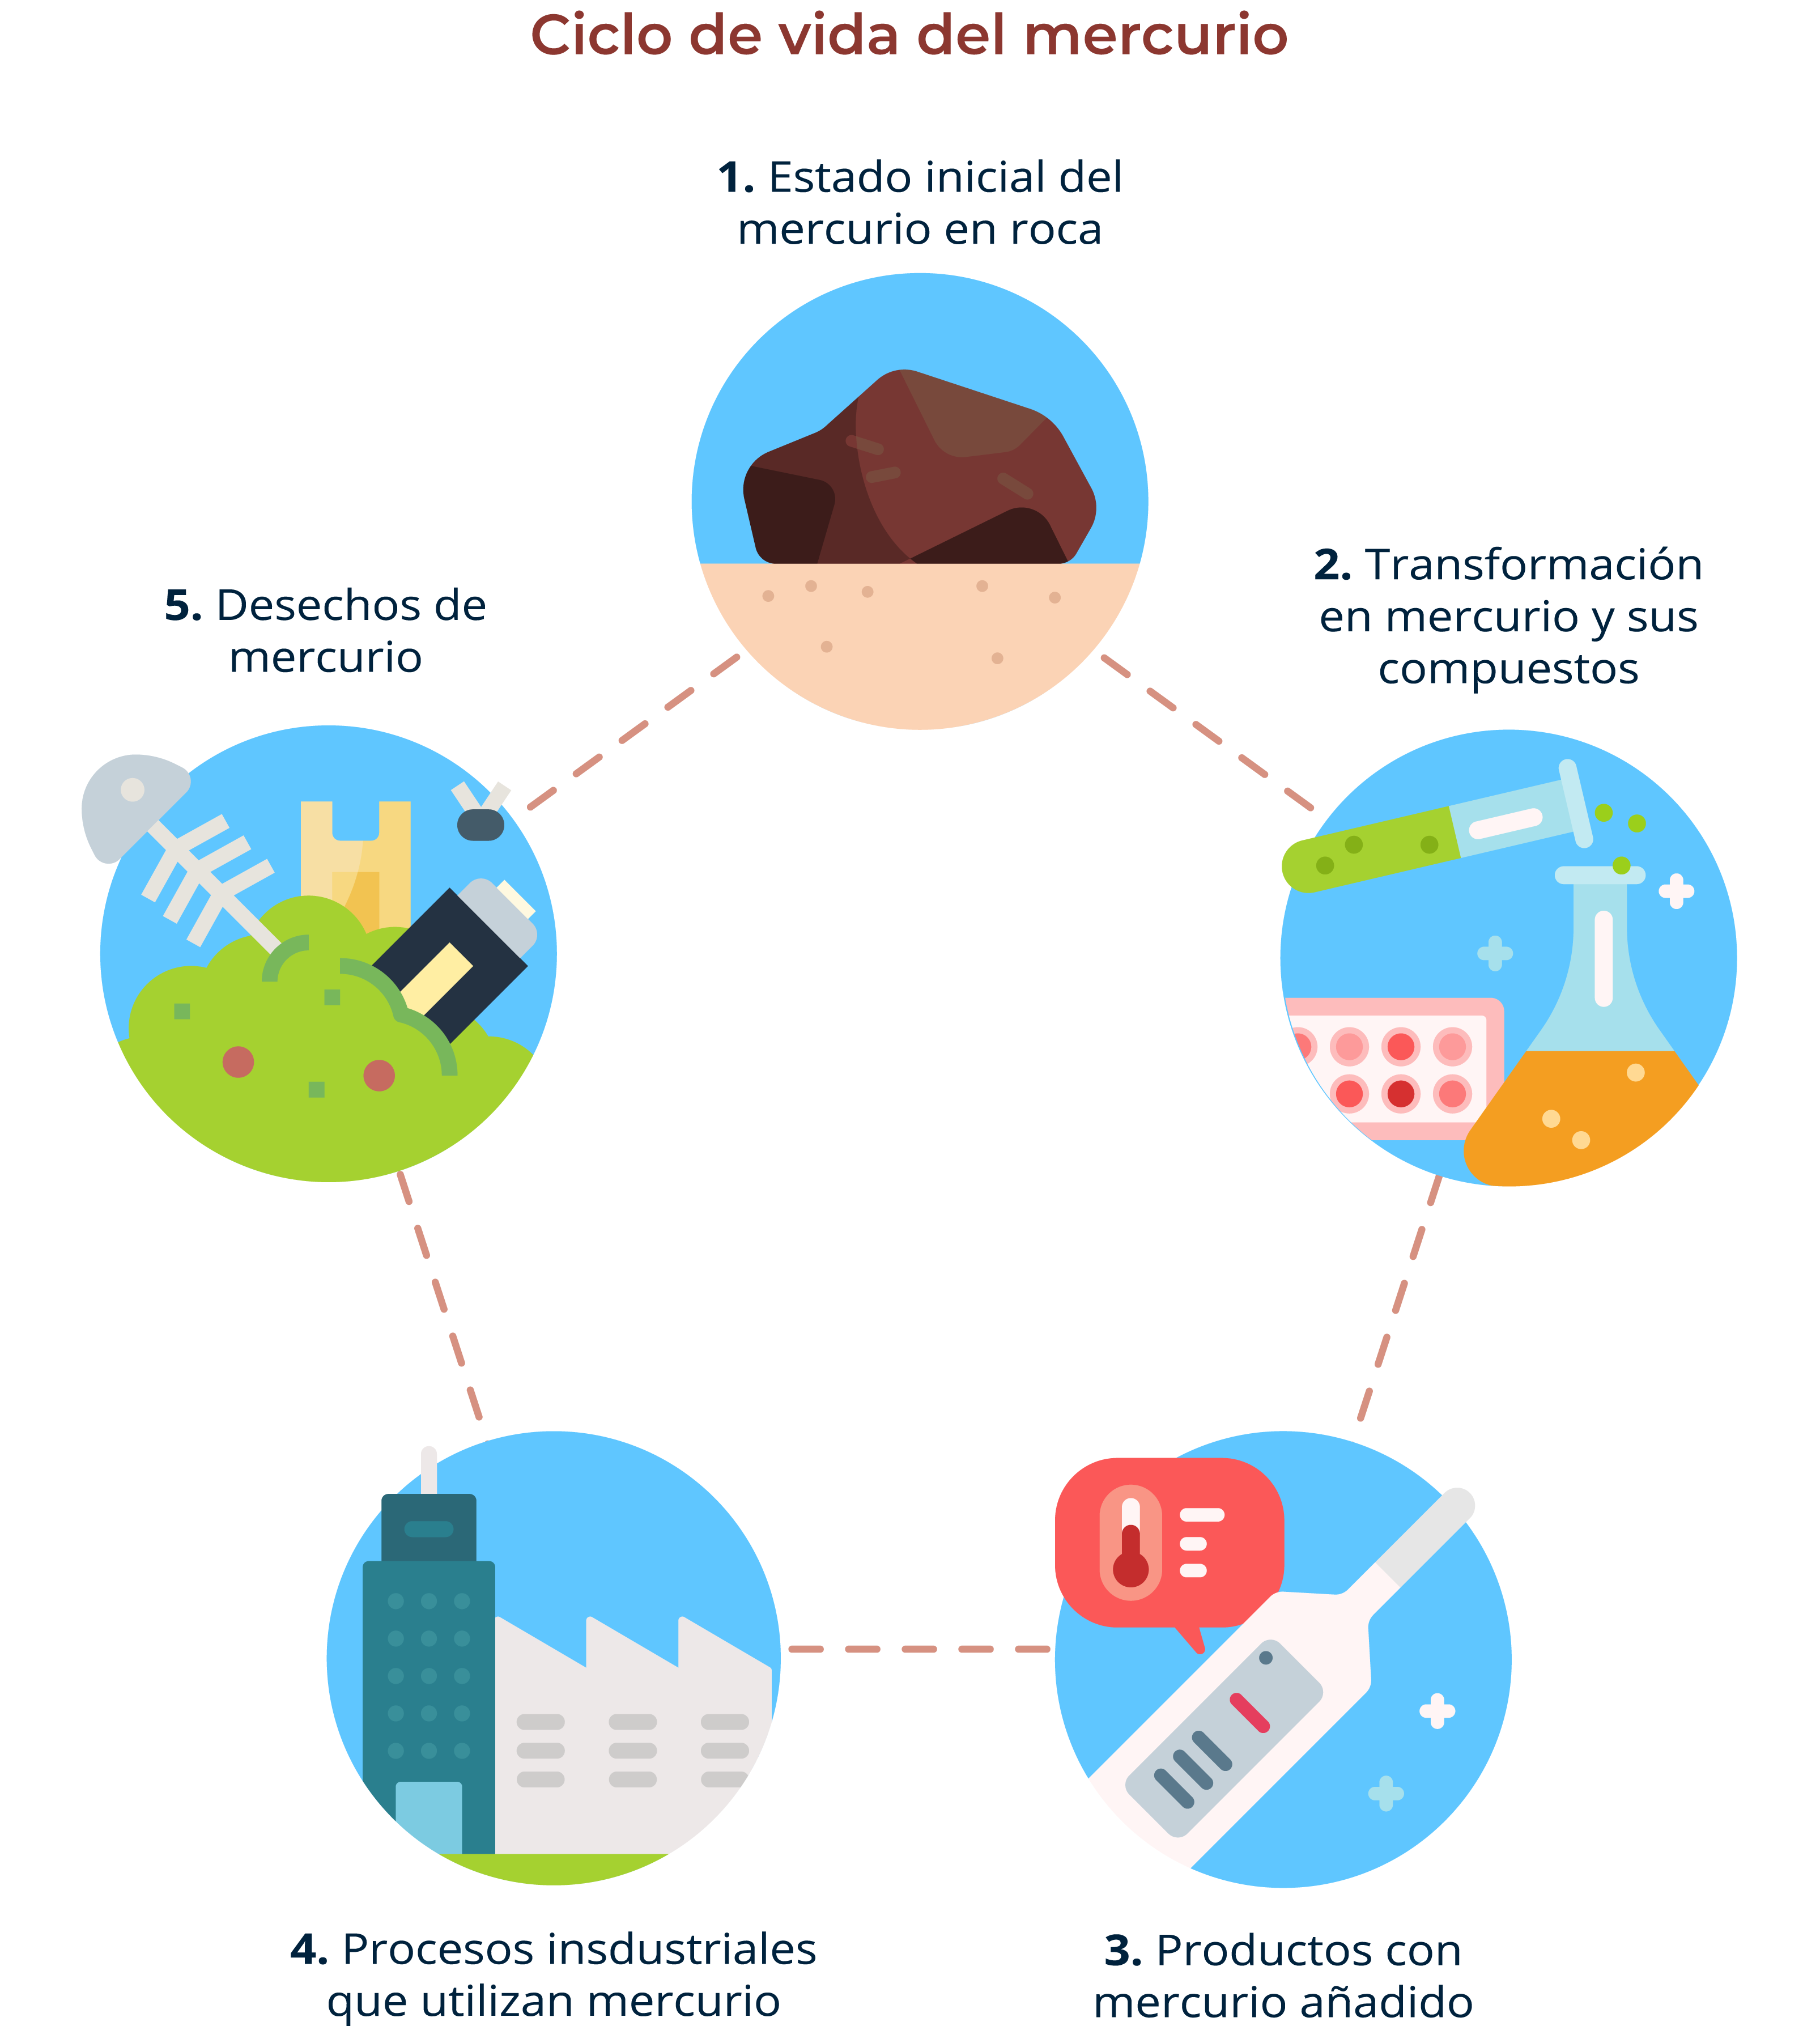 Ciclo de vida del mercurio
1. Estado inicial del
mercurio en roca
2. Transformación
en mercurio y sus
compuestos
3. Productos con
mercurio añadido
4. Procesos insdustriales
que utilizan mercurio
5. Desechos de
mercurio